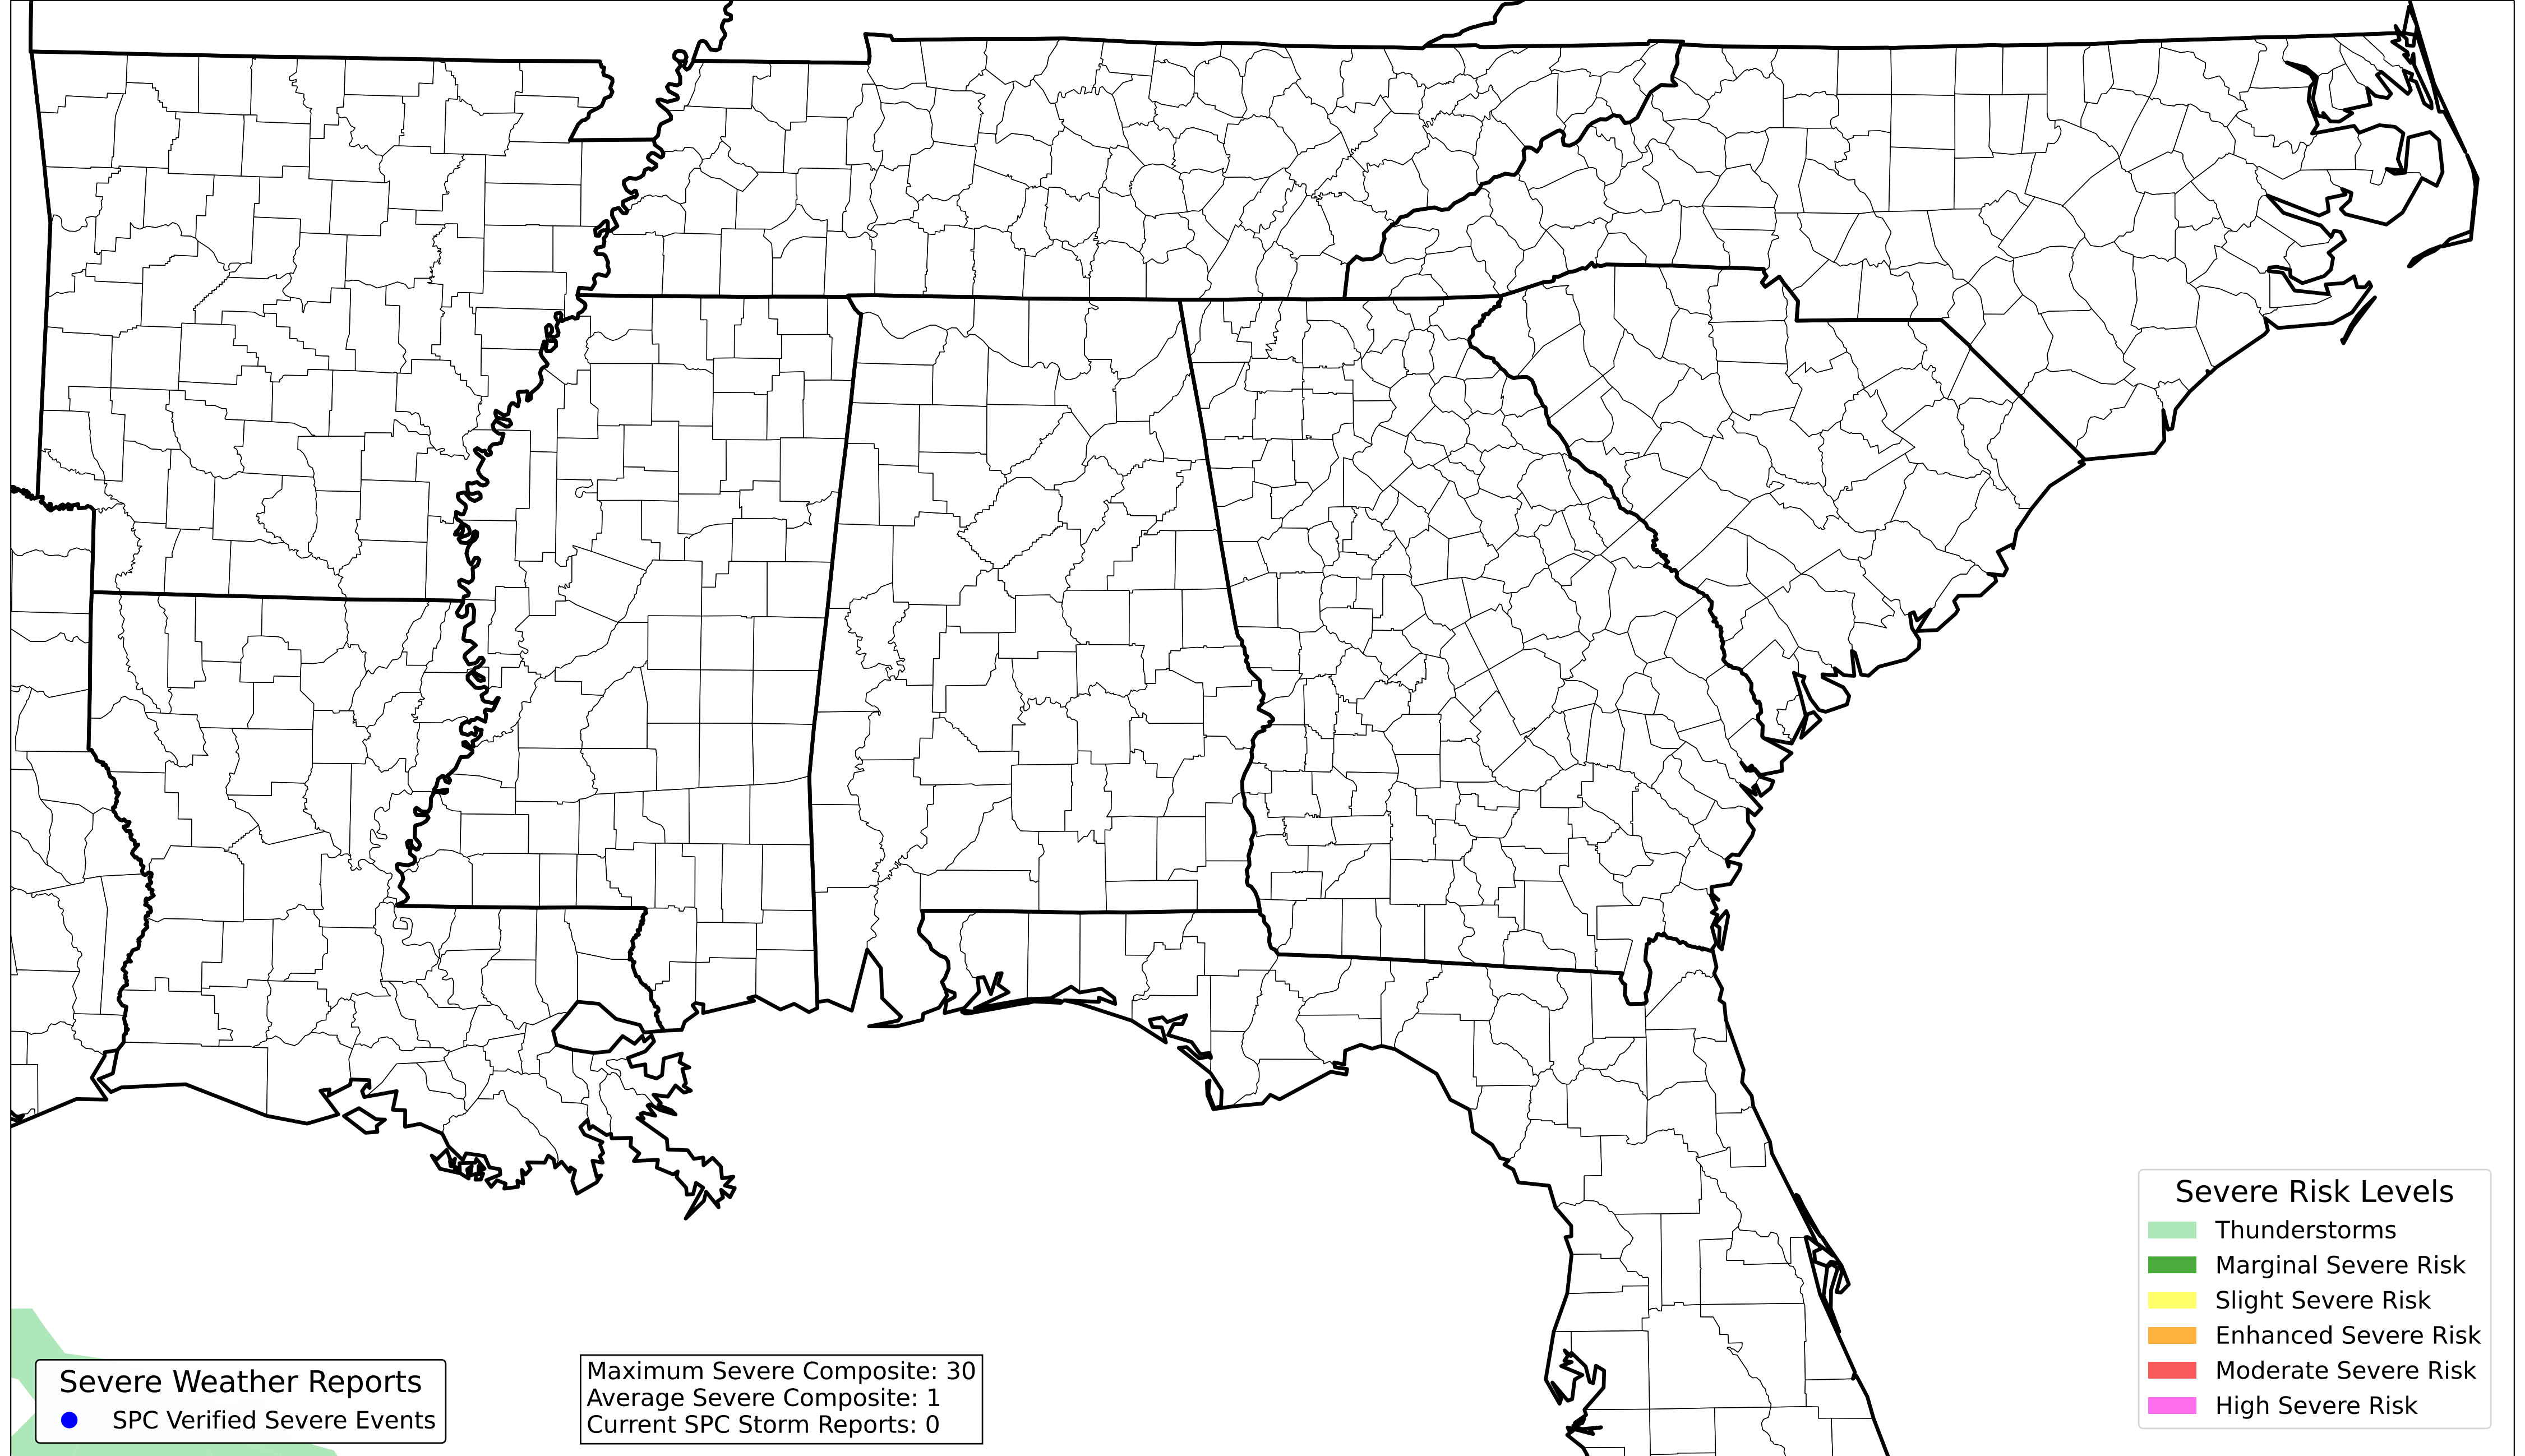 Severe Weather Reports
SPC Verified Severe Events
Maximum Severe Composite: 30
Average Severe Composite: 1
Current SPC Storm Reports: 0
Severe Risk Levels
Thunderstorms
Marginal Severe Risk
Slight Severe Risk
Enhanced Severe Risk
Moderate Severe Risk
High Severe Risk